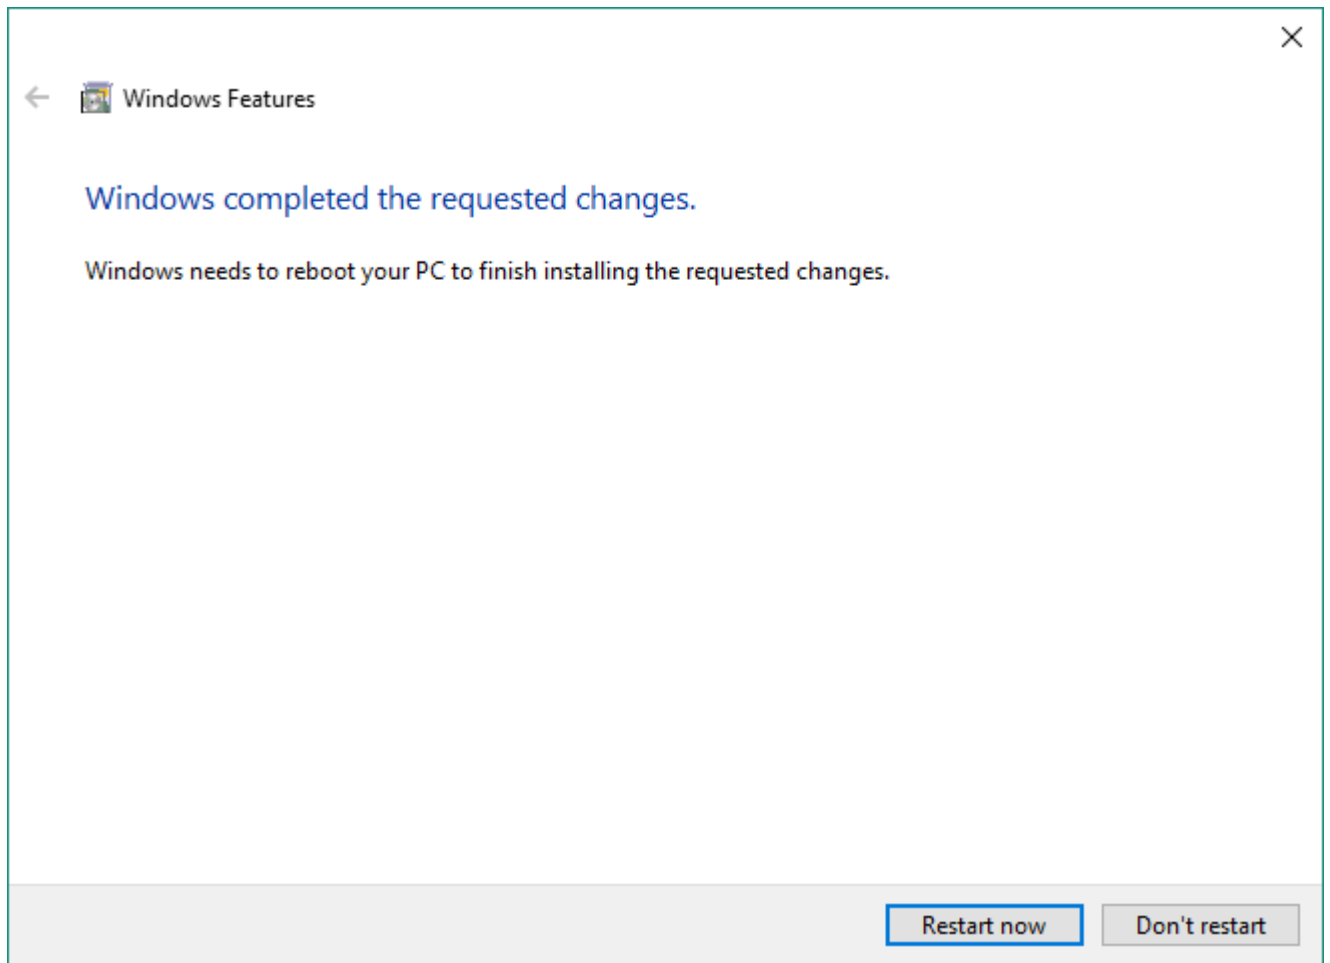 Windows Features
Windows completed the requested changes.
Windows needs to reboot your PC to finish installing the requested changes.
Restart now
Don't restart